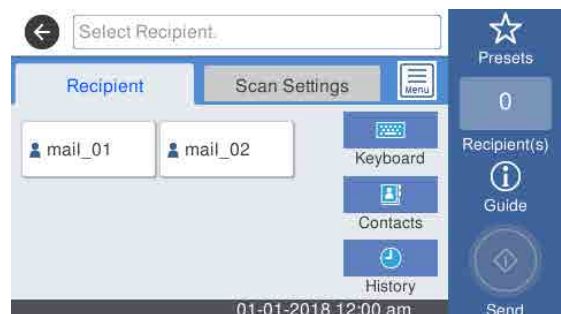 Select Recipient.
Presets
Recipient
Scan Settings
Menu
0
Recipient(s)
mail_01
mail_02
Keyboard
Guide
Contacts
History
01-01-2018 12:00 am
Send